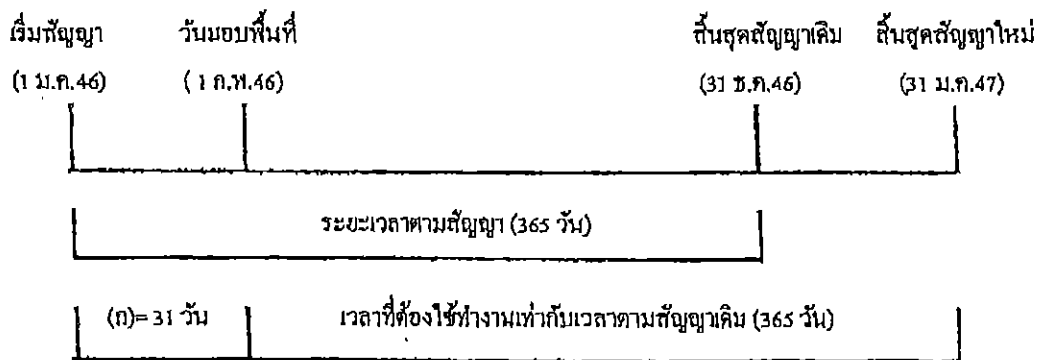 เริ่มสัญญา วันมอบพื้นที่ สิ้นสุดสัญญาเดิม สิ้นสุดสัญญาใหม่
(1 ม.ค.46) ( 1 ก.พ.46) (31 ธ.ค.46) (31 ม.ค.47)
ระยะเวลาตามสัญญา (365 วัน)
(ก)= 31 วัน เวลาที่ต้องใช้ทำงานเท่ากับเวลาตามสัญญาเดิม (365 วัน)